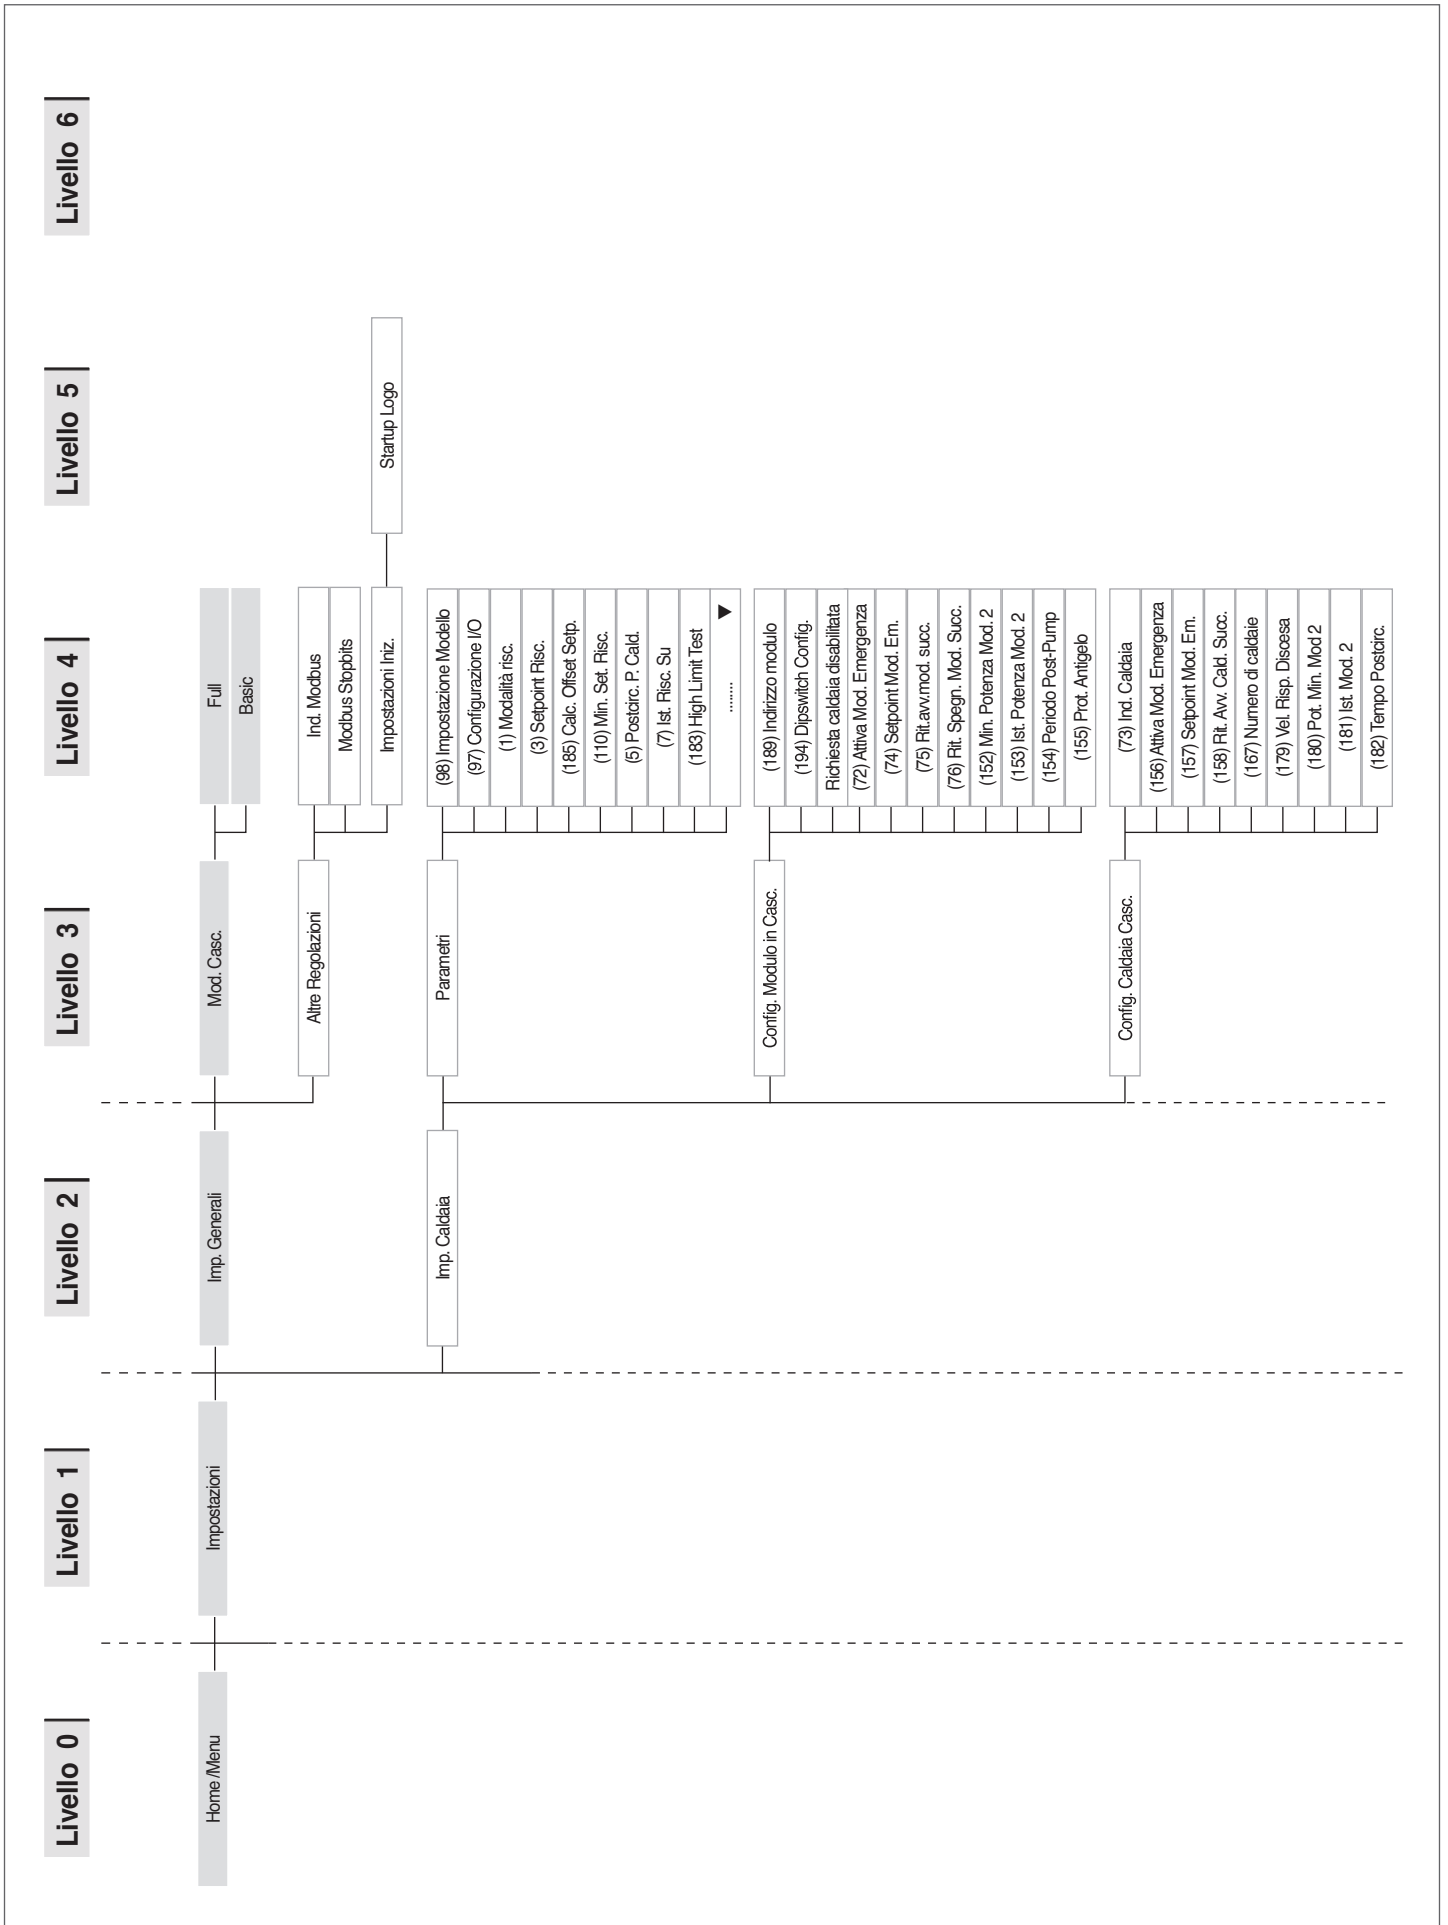 Livello 0
Livello 1
Livello 2
Livello 3
Livello 4
Livello 5
Livello 6
Home /Menu
Impostazioni
Imp. Generali
Mod. Casc.
Full
Basic
Altre Regolazioni
Ind. Modbus
Modbus Stopbits
Impostazioni Iniz.
Startup Logo
Imp. Caldaia
Parametri
(98) Impostazione Modello
(97) Configurazione I/O
(1) Modalità risc.
(3) Setpoint Risc.
(185) Calc. Offset Setp.
(110) Min. Set. Risc.
(5) Postcirc. P. Cald.
(7) Ist. Risc. Su
(183) High Limit Test
........
Config. Modulo in Casc.
(189) Indirizzo modulo
(194) Dipswitch Config.
Richiesta caldaia disabilitata
(72) Attiva Mod. Emergenza
(74) Setpoint Mod. Em.
(75) Rit.avv.mod. succ.
(76) Rit. Spegn. Mod. Succ.
(152) Min. Potenza Mod. 2
(153) Ist. Potenza Mod. 2
(154) Periodo Post-Pump
(155) Prot. Antigelo
Config. Caldaia Casc.
(73) Ind. Caldaia
(156) Attiva Mod. Emergenza
(157) Setpoint Mod. Em.
(158) Rit. Avv. Cald. Succ.
(167) Numero di caldaie
(179) Vel. Risp. Discesa
(180) Pot. Min. Mod 2
(181) Ist. Mod. 2
(182) Tempo Postcirc.